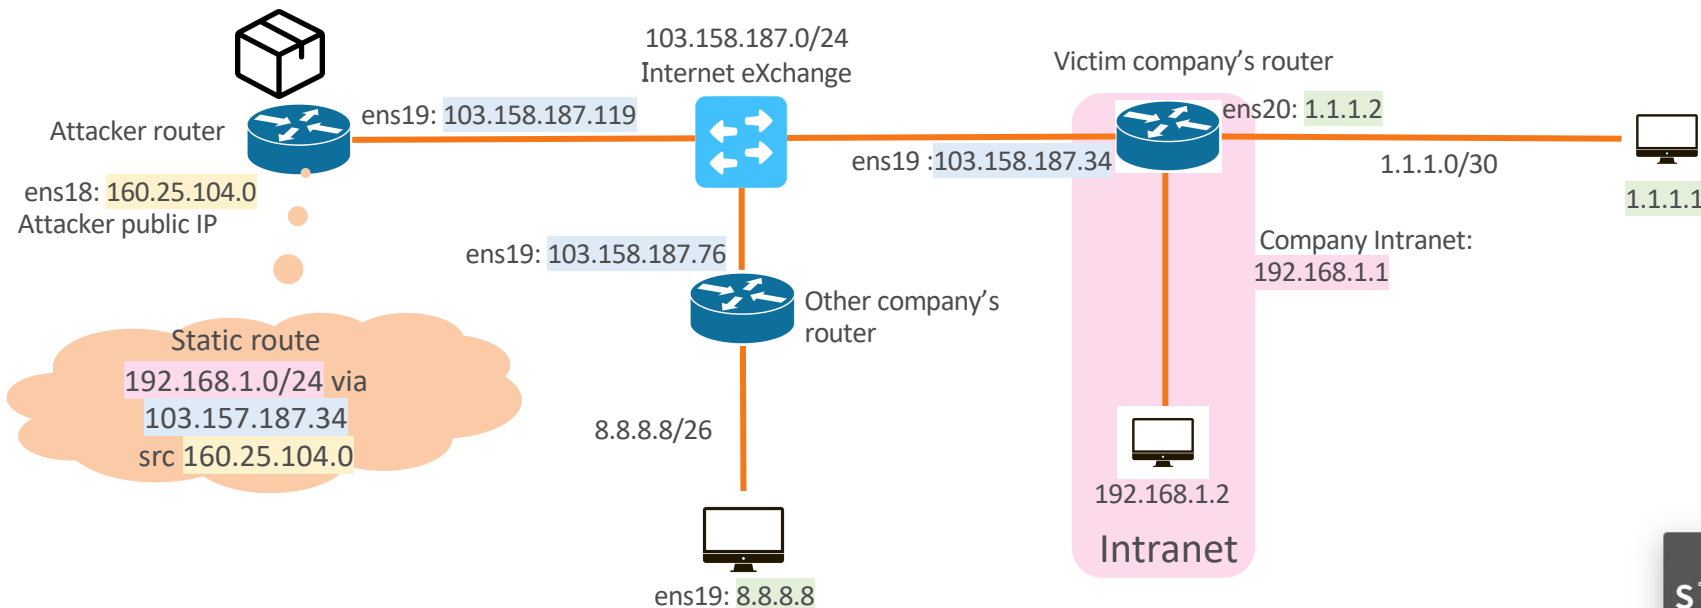 103.158.187.0/24
Internet eXchange
Victim company's router
Attacker router
ens19: 103.158.187.119
ens20: 1.1.1.2
ens19 :103.158.187.34
1.1.1.0/30
ens18: 160.25.104.0
Attacker public IP
1.1.1.1
ens19: 103.158.187.76
Company Intranet:
192.168.1.1
Other company's
router
Static route
192.168.1.0/24 via
103.157.187.34
src 160.25.104.0
8.8.8.8/26
192.168.1.2
Intranet
ens19: 8.8.8.8